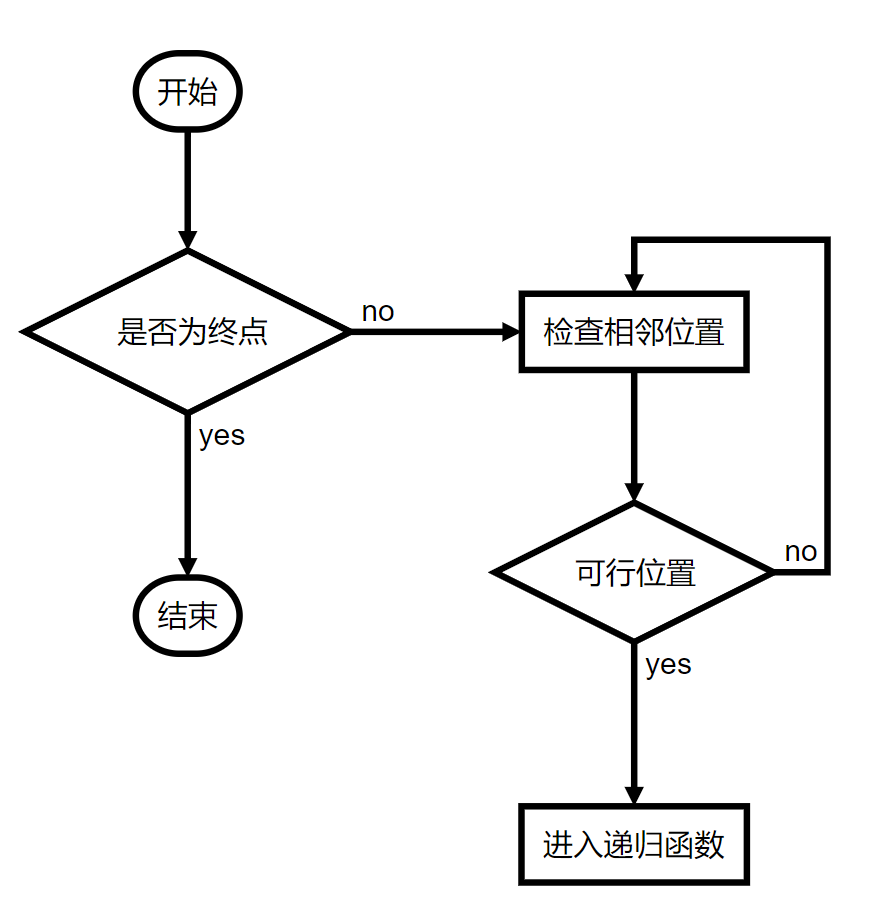 开始
是否为终点
no
检查相邻位置
yes
可行位置
no
结束
yes
进入递归函数